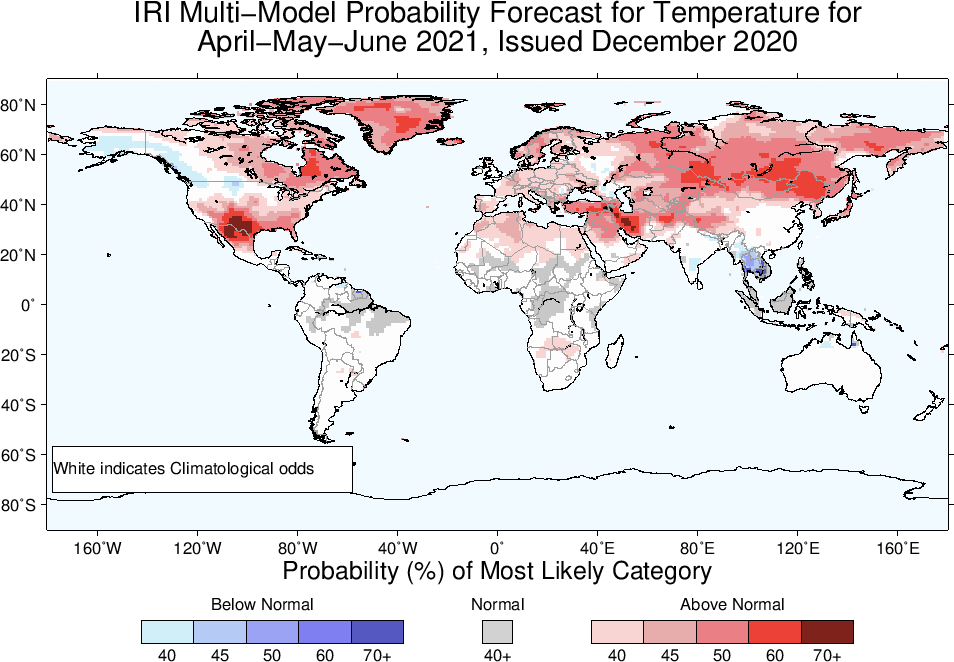 IRI Multi−Model Probability Forecast for Temperature for
April−May−June 2021, Issued December 2020
80˚N
60˚N
40˚N
20˚N
0˚
20˚S
40˚S
60˚S
80˚S
White indicates Climatological odds
160˚W 120˚W 80˚W 40˚W 0˚ 40˚E 80˚E 120˚E 160˚E
Probability (%) of Most Likely Category
Below Normal Normal Above Normal
40 45 50 60 70+ 40+ 40 45 50 60 70+